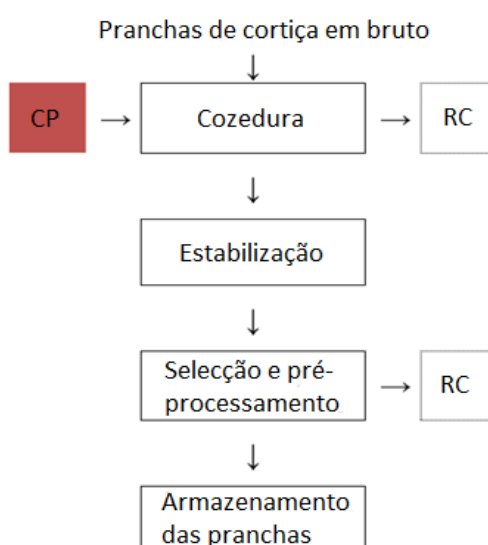 Pranchas de cortiça em bruto
CP
Cozedura
RC
Estabilização
Selecção e pré-
processamento
RC
Armazenamento
das pranchas